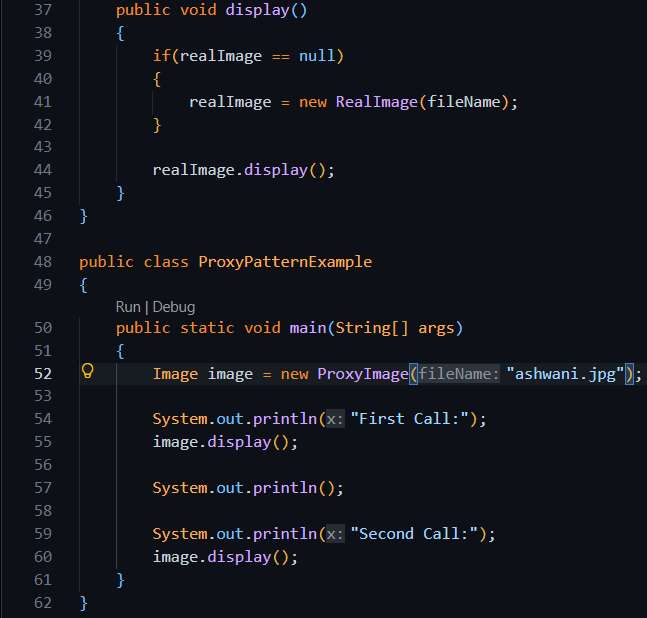 37 public void display()
38 {
39 if(realImage == null)
40 {
41 realImage = new RealImage(fileName);
42 }
43
44 realImage.display();
45 }
46 }
47
48 public class ProxyPatternExample
49 {
Run | Debug
50 public static void main(String[] args)
51 {
52 Image image = new ProxyImage(fileName: "ashwani.jpg");
53
54 System.out.println(x: "First Call:");
55 image.display();
56
57 System.out.println();
58
59 System.out.println(x: "Second Call:");
60 image.display();
61 }
62 }